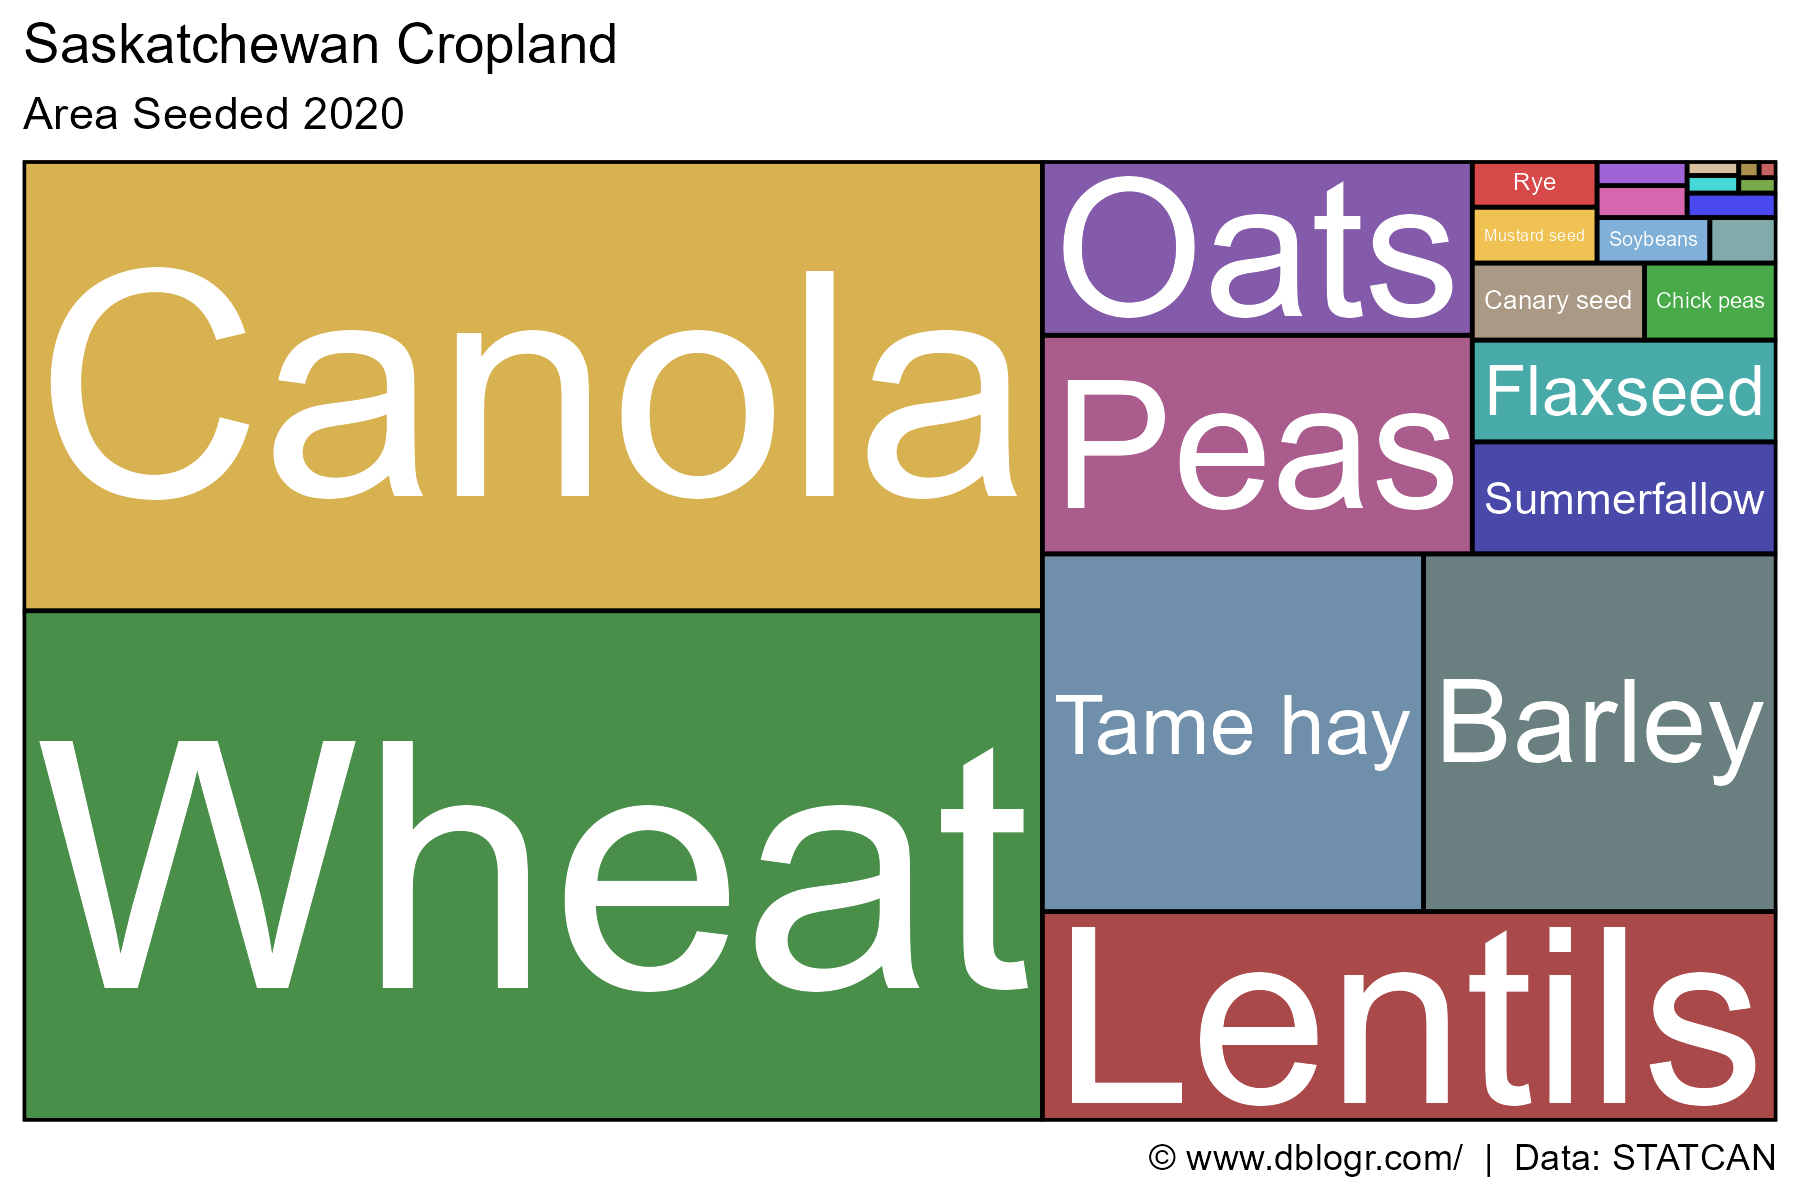 Saskatchewan Cropland
Area Seeded 2020
Canola
Wheat
Oats
Peas
Tame hay
Barley
Lentils
Rye
Mustard seed
Soybeans
Canary seed
Chick peas
Flaxseed
Summerfallow
© www.dblogr.com/ | Data: STATCAN